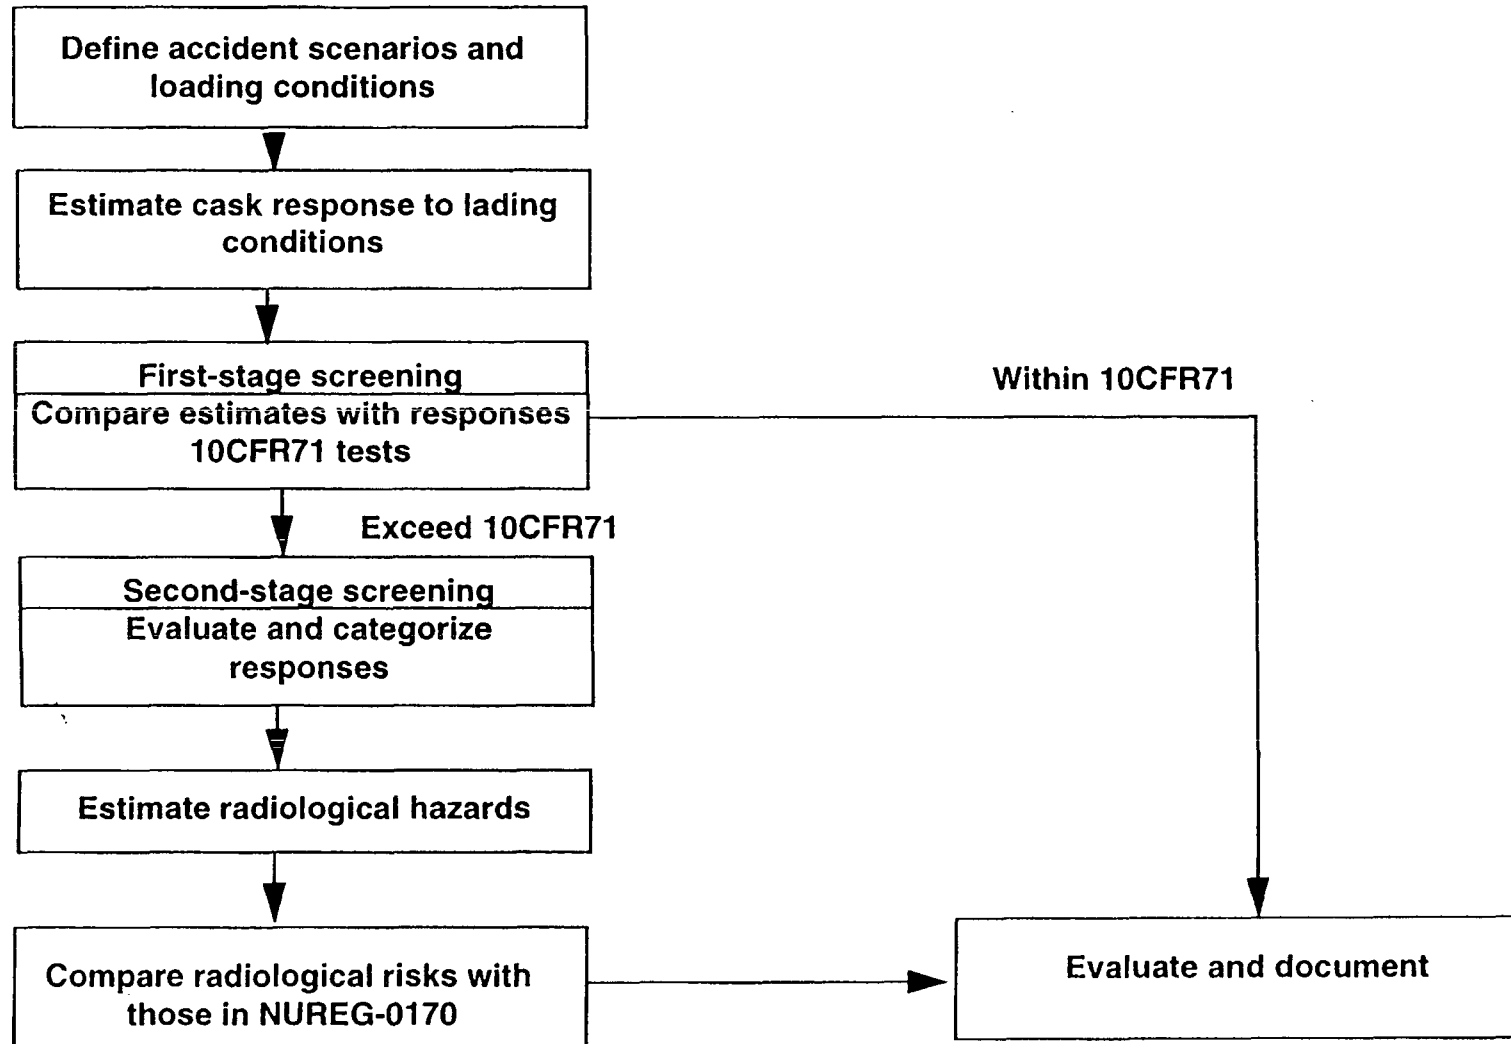 Define accident scenarios and
loading conditions
Estimate cask response to lading
conditions
First-stage screening
Compare estimates with responses
10CFR71 tests
Within 10CFR71
Exceed 10CFR71
Second-stage screening
Evaluate and categorize
responses
Estimate radiological hazards
Compare radiological risks with
those in NUREG-0170
Evaluate and document